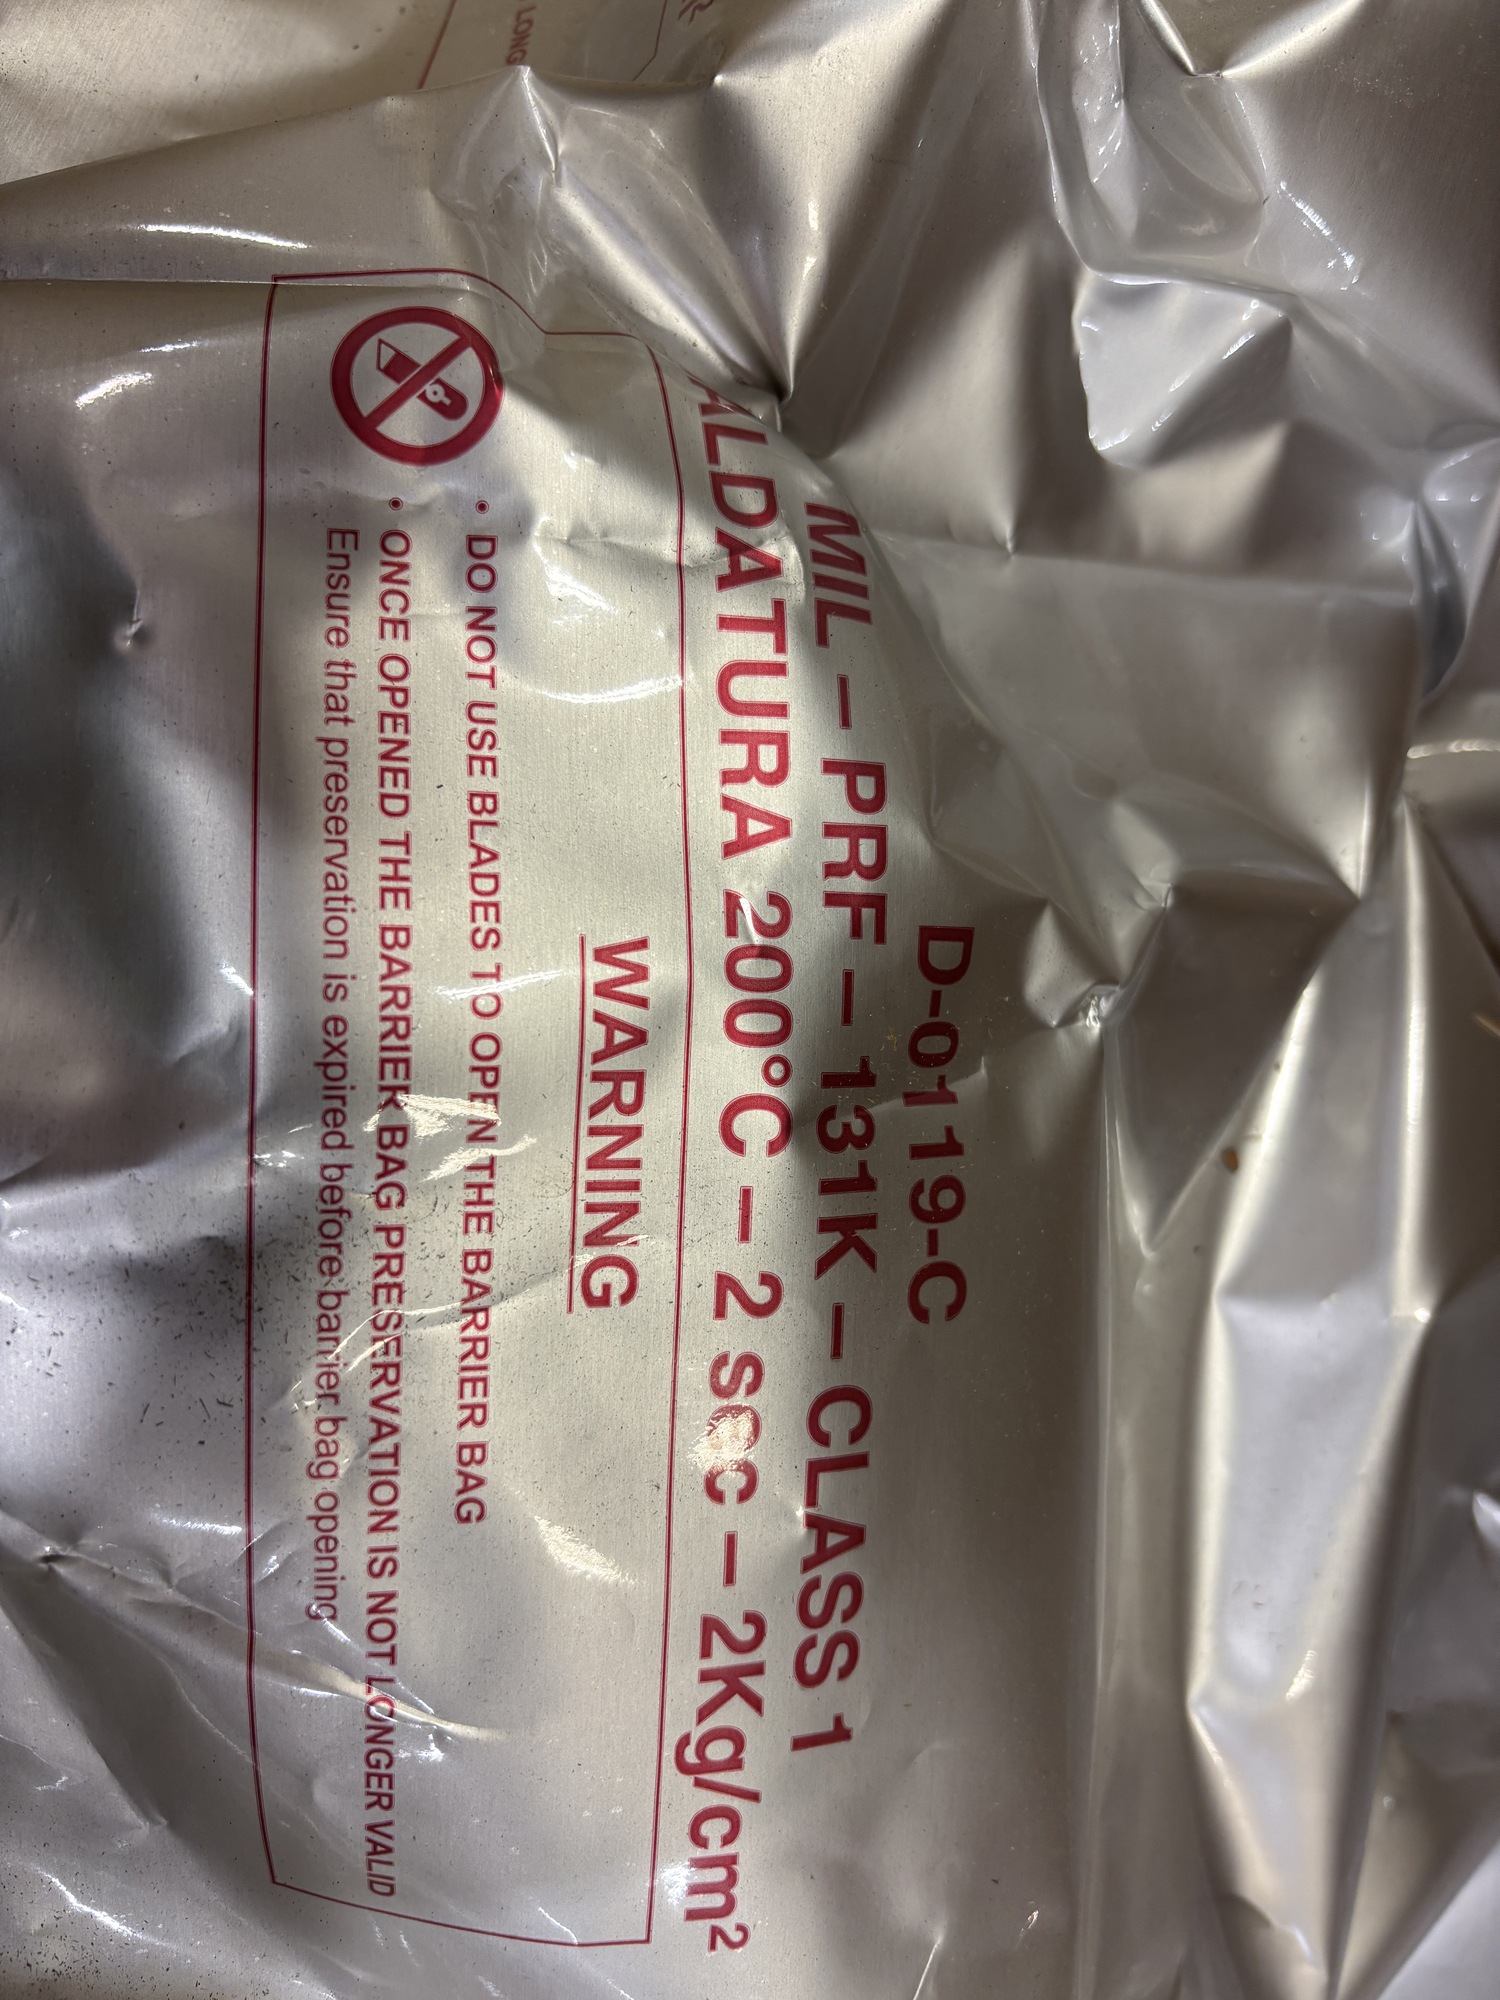 LONG
D-0119-C
MIL – PRF – 131K – CLASS 1
ALDATURA 200°C – 2 sec – 2Kg/cm²
WARNING
• DO NOT USE BLADES TO OPEN THE BARRIER BAG
• ONCE OPENED THE BARRIER BAG PRESERVATION IS NOT LONGER VALID
Ensure that preservation is expired before barrier bag opening